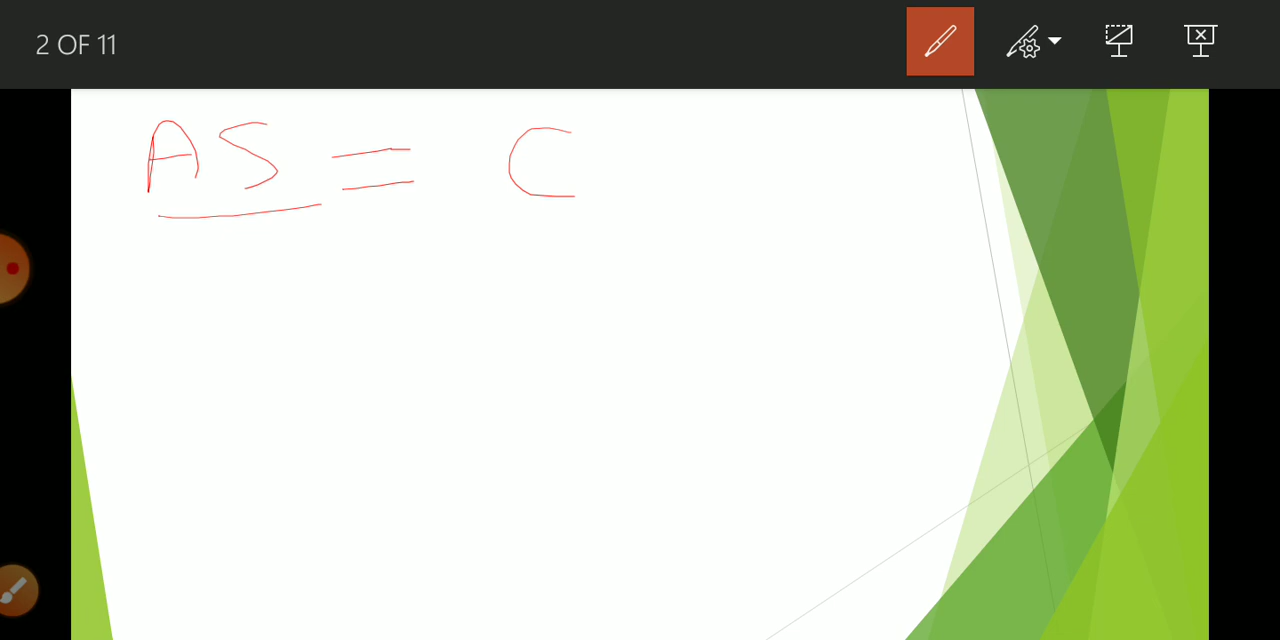 2 OF 11
AS = C